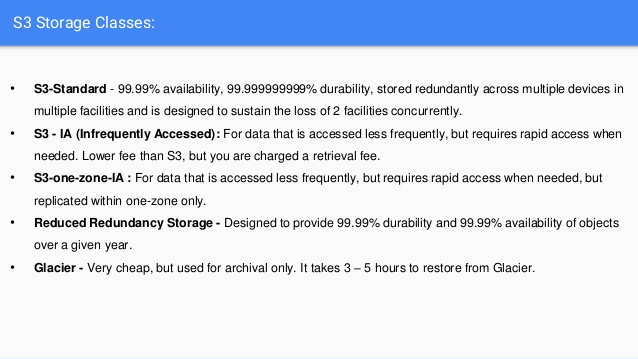 S3 Storage Classes:
• S3-Standard - 99.99% availability, 99.999999999% durability, stored redundantly across multiple devices in
multiple facilities and is designed to sustain the loss of 2 facilities concurrently.
• S3 - IA (Infrequently Accessed): For data that is accessed less frequently, but requires rapid access when
needed. Lower fee than S3, but you are charged a retrieval fee.
• S3-one-zone-IA : For data that is accessed less frequently, but requires rapid access when needed, but
replicated within one-zone only.
• Reduced Redundancy Storage - Designed to provide 99.99% durability and 99.99% availability of objects
over a given year.
• Glacier - Very cheap, but used for archival only. It takes 3 – 5 hours to restore from Glacier.